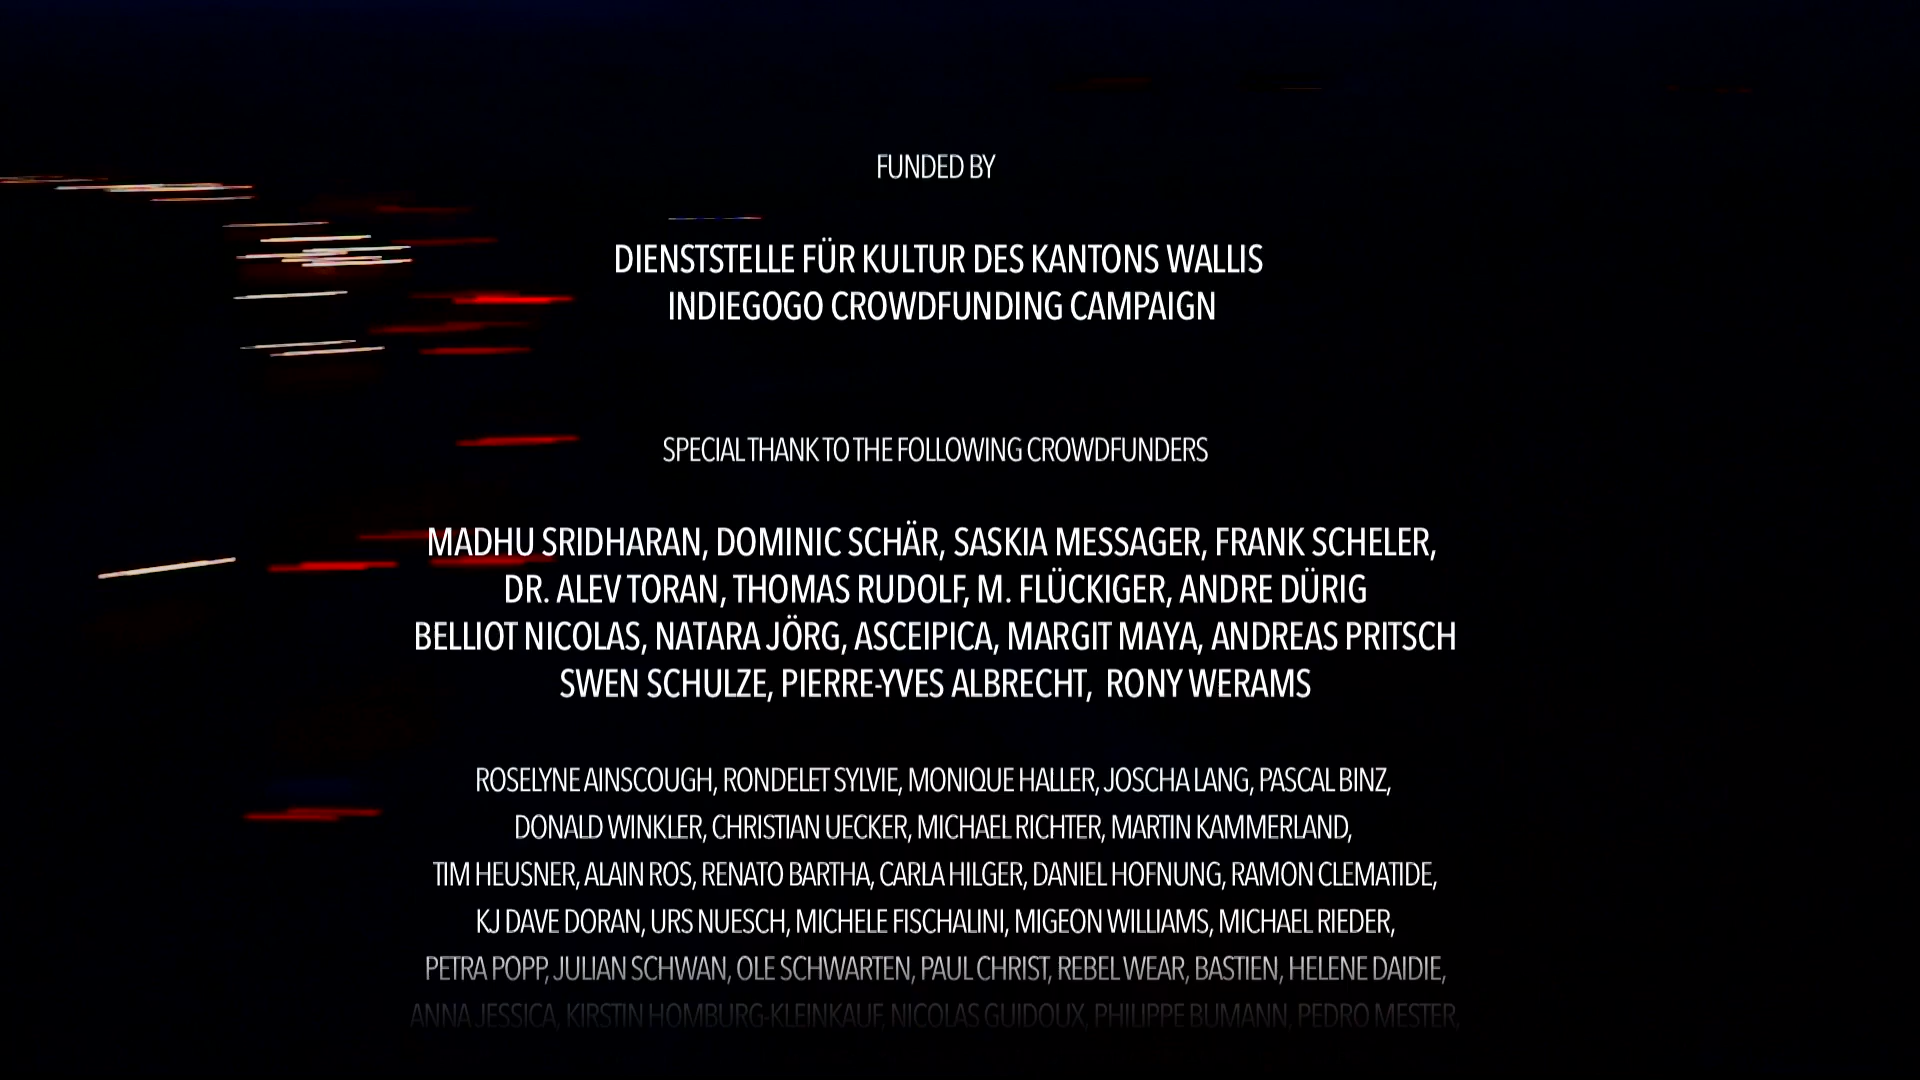 FUNDED BY
DIENSTSTELLE FÜR KULTUR DES KANTONS WALLIS
INDIEGOGO CROWDFUNDING CAMPAIGN
SPECIAL THANK TO THE FOLLOWING CROWDFUNDERS
MADHU SRIDHARAN, DOMINIC SCHÄR, SASKIA MESSAGER, FRANK SCHELER,
DR. ALEV TORAN, THOMAS RUDOLF, M. FLÜCKIGER, ANDRE DÜRIG
BELLIOT NICOLAS, NATARA JÖRG, ASCEIPICA, MARGIT MAYA, ANDREAS PRITSCH
SWEN SCHULZE, PIERRE-YVES ALBRECHT, RONY WERAMS
ROSELYNE AINSCOUGH, RONDELET SYLVIE, MONIQUE HALLER, JOSCHA LANG, PASCAL BINZ,
DONALD WINKLER, CHRISTIAN UECKER, MICHAEL RICHTER, MARTIN KAMMERLAND,
TIM HEUSNER, ALAIN ROS, RENATO BARTHA, CARLA HILGER, DANIEL HOFNUNG, RAMON CLEMATIDE,
KJ DAVE DORAN, URS NUESCH, MICHELE FISCHALINI, MIGEON WILLIAMS, MICHAEL RIEDER,
PETRA POPP, JULIAN SCHWAN, OLE SCHWARTEN, PAUL CHRIST, REBEL WEAR, BASTIEN, HELENE DAIDIE,
ANNA JESSICA, KIRSTIN HOMBURG-KLEINKAUF, NICOLAS GUIDOUX, PHILIPPE BUMANN, PEDRO MESTER,